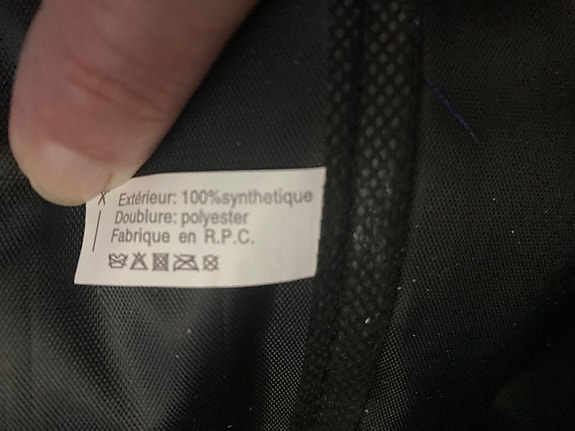 X Extérieur: 100%synthetique
Doublure: polyester
Fabrique en R.P.C.